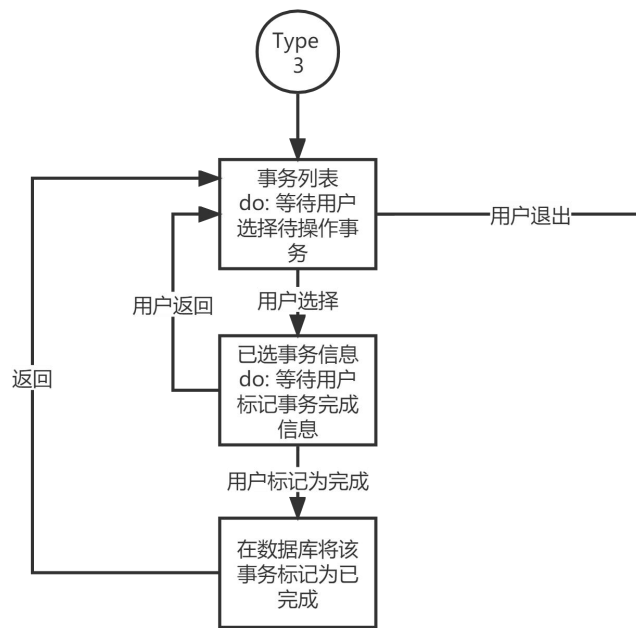 Type
3
事务列表
do: 等待用户
选择待操作事
务
用户退出
用户选择
用户返回
已选事务信息
do: 等待用户
标记事务完成
信息
返回
用户标记为完成
在数据库将该
事务标记为已
完成